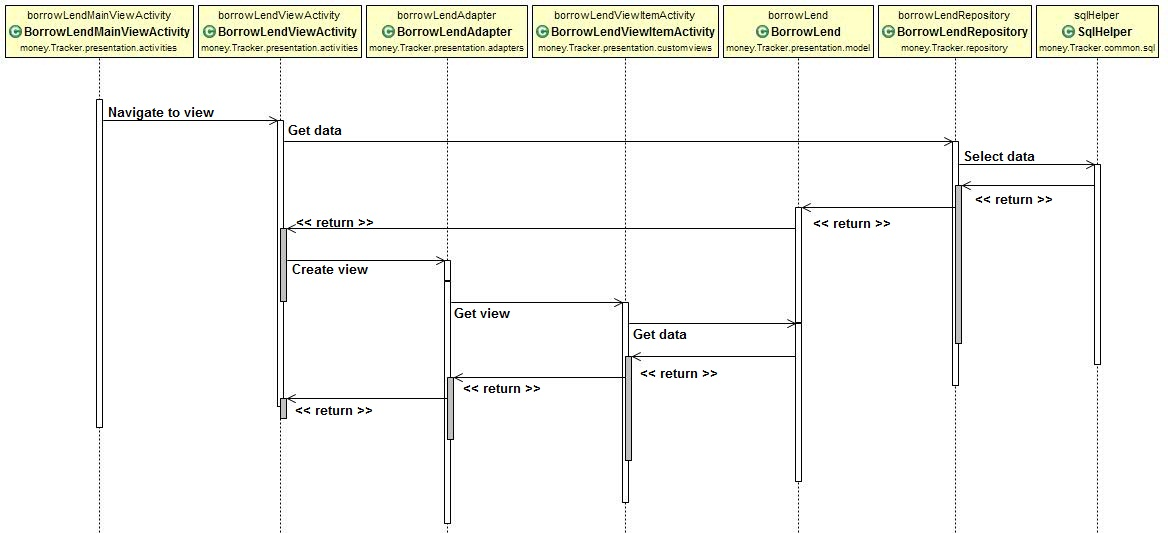 borrowLendMainViewActivity borrowLendViewActivity borrowLendAdapter borrowLendViewItemActivity borrowLend borrowLendRepository sqlHelper
C BorrowLendMainViewActivity C BorrowLendViewActivity C BorrowLendAdapter C BorrowLendViewItemActivity C BorrowLend C BorrowLendRepository C SqlHelper
money.Tracker.presentation.activities money.Tracker.presentation.activities money.Tracker.presentation.adapters money.Tracker.presentation.customviews money.Tracker.presentation.model money.Tracker.repository money.Tracker.common.sql
Navigate to view
Get data
Select data
<< return >>
<< return >>
<< return >>
Create view
Get view
Get data
<< return >>
<< return >>
<< return >>